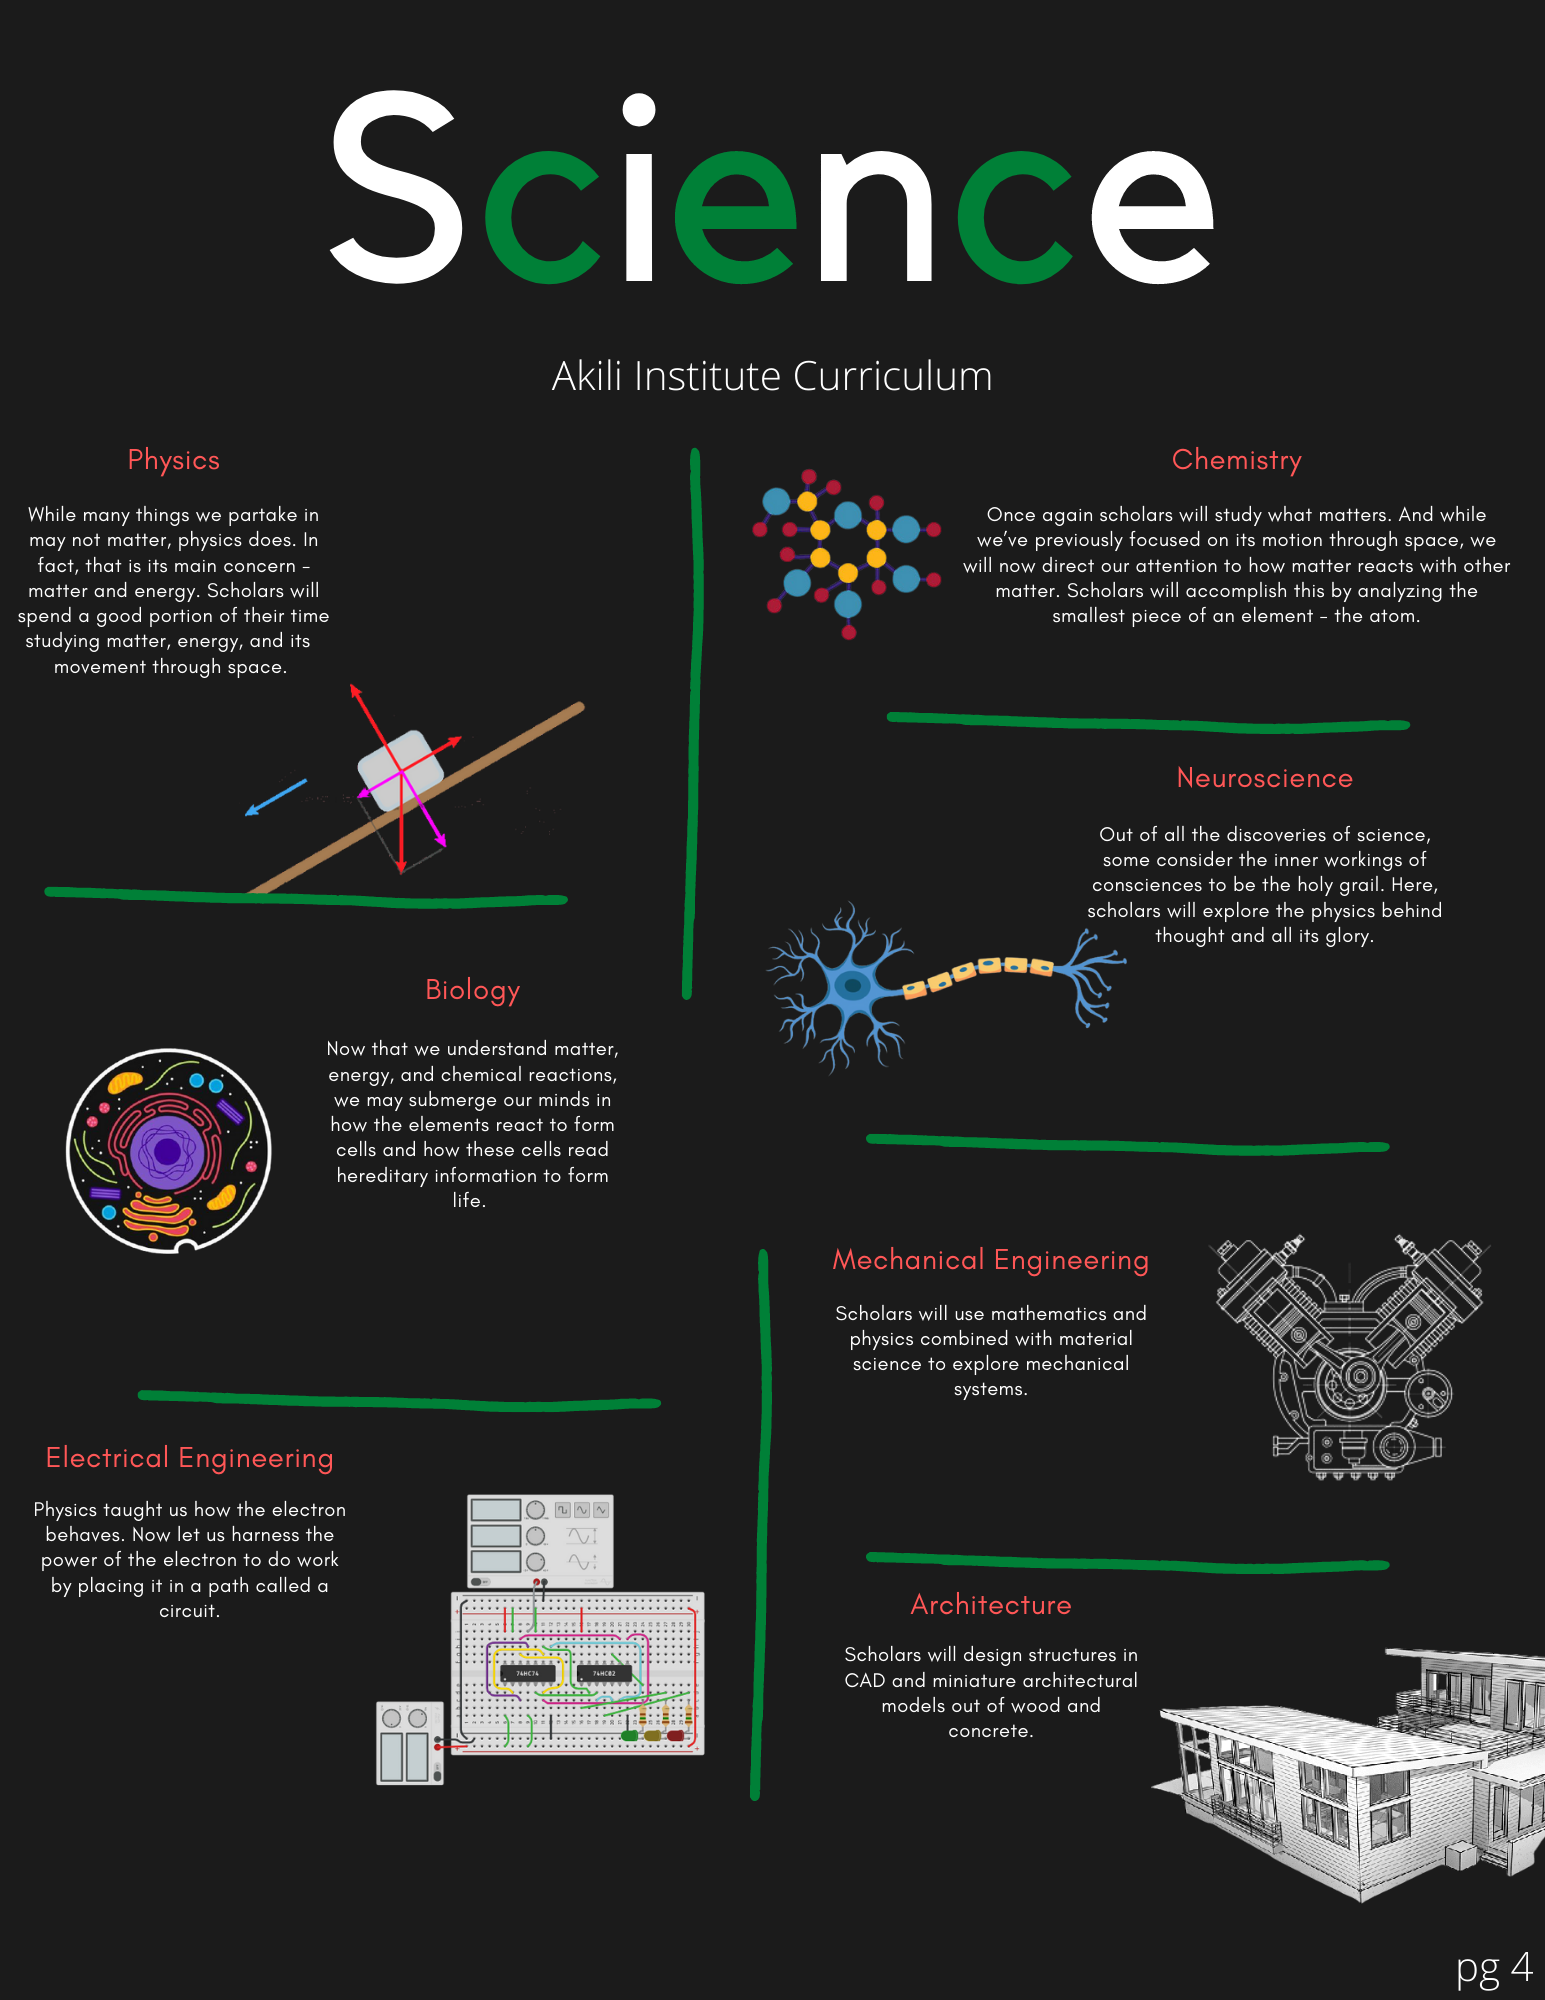 Science
Akili Institute Curriculum
Physics
While many things we partake in
may not matter, physics does. In
fact, that is its main concern -
matter and energy. Scholars will
spend a good portion of their time
studying matter, energy, and its
movement through space.
Chemistry
Once again scholars will study what matters. And while
we've previously focused on its motion through space, we
will now direct our attention to how matter reacts with other
matter. Scholars will accomplish this by analyzing the
smallest piece of an element - the atom.
Neuroscience
Out of all the discoveries of science,
some consider the inner workings of
consciences to be the holy grail. Here,
scholars will explore the physics behind
thought and all its glory.
Biology
Now that we understand matter,
energy, and chemical reactions,
we may submerge our minds in
how the elements react to form
cells and how these cells read
hereditary information to form
life.
Mechanical Engineering
Scholars will use mathematics and
physics combined with material
science to explore mechanical
systems.
Electrical Engineering
Physics taught us how the electron
behaves. Now let us harness the
power of the electron to do work
by placing it in a path called a
circuit.
74HC74
74HC02
Architecture
Scholars will design structures in
CAD and miniature architectural
models out of wood and
concrete.
pg 4